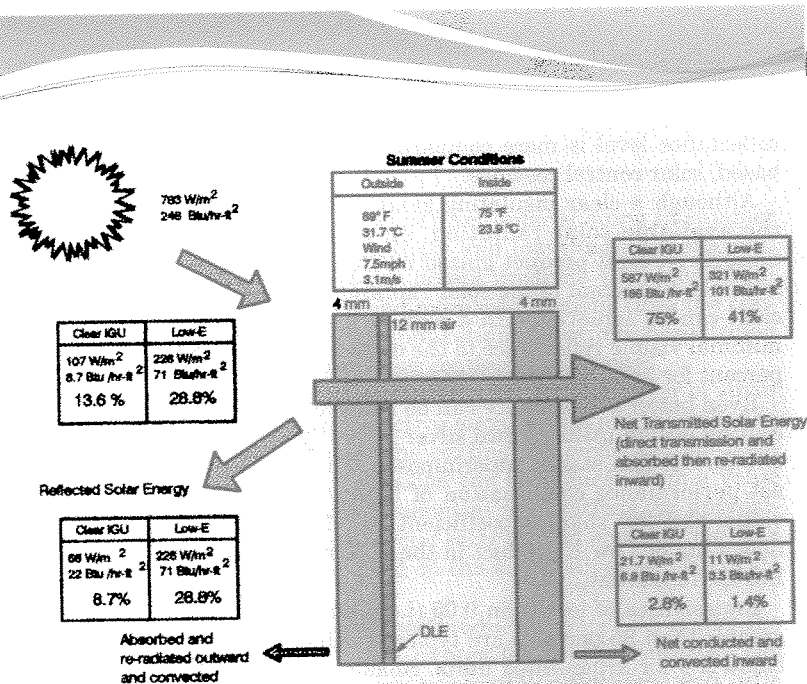 Summer Conditions
Outside Inside
89° F 75 °F
31.7 °C 23.9 °C
Wind
7.5mph
3.1m/s
783 W/m2
248 Btu/hr-ft2
Clear IGU Low-E
587 W/m2 321 W/m2
186 Btu/hr-ft2 101 Btu/hr-ft2
75% 41%
4 mm 4 mm
12 mm air
Clear IGU Low-E
107 W/m2 226 W/m2
8.7 Btu /hr-ft2 71 Btu/hr-ft2
13.6 % 28.8%
Net Transmitted Solar Energy
(direct transmission and
absorbed then re-radiated
inward)
Reflected Solar Energy
Clear IGU Low-E
68 W/m 2 226 W/m2
22 Btu /hr-ft 2 71 Btu/hr-ft2
8.7% 28.8%
Clear IGU Low-E
21.7 W/m2 11 W/m2
6.9 Btu /hr-ft2 3.5 Btu/hr-ft2
2.8% 1.4%
DLE
Absorbed and
re-radiated outward
and convected
Net conducted and
convected inward